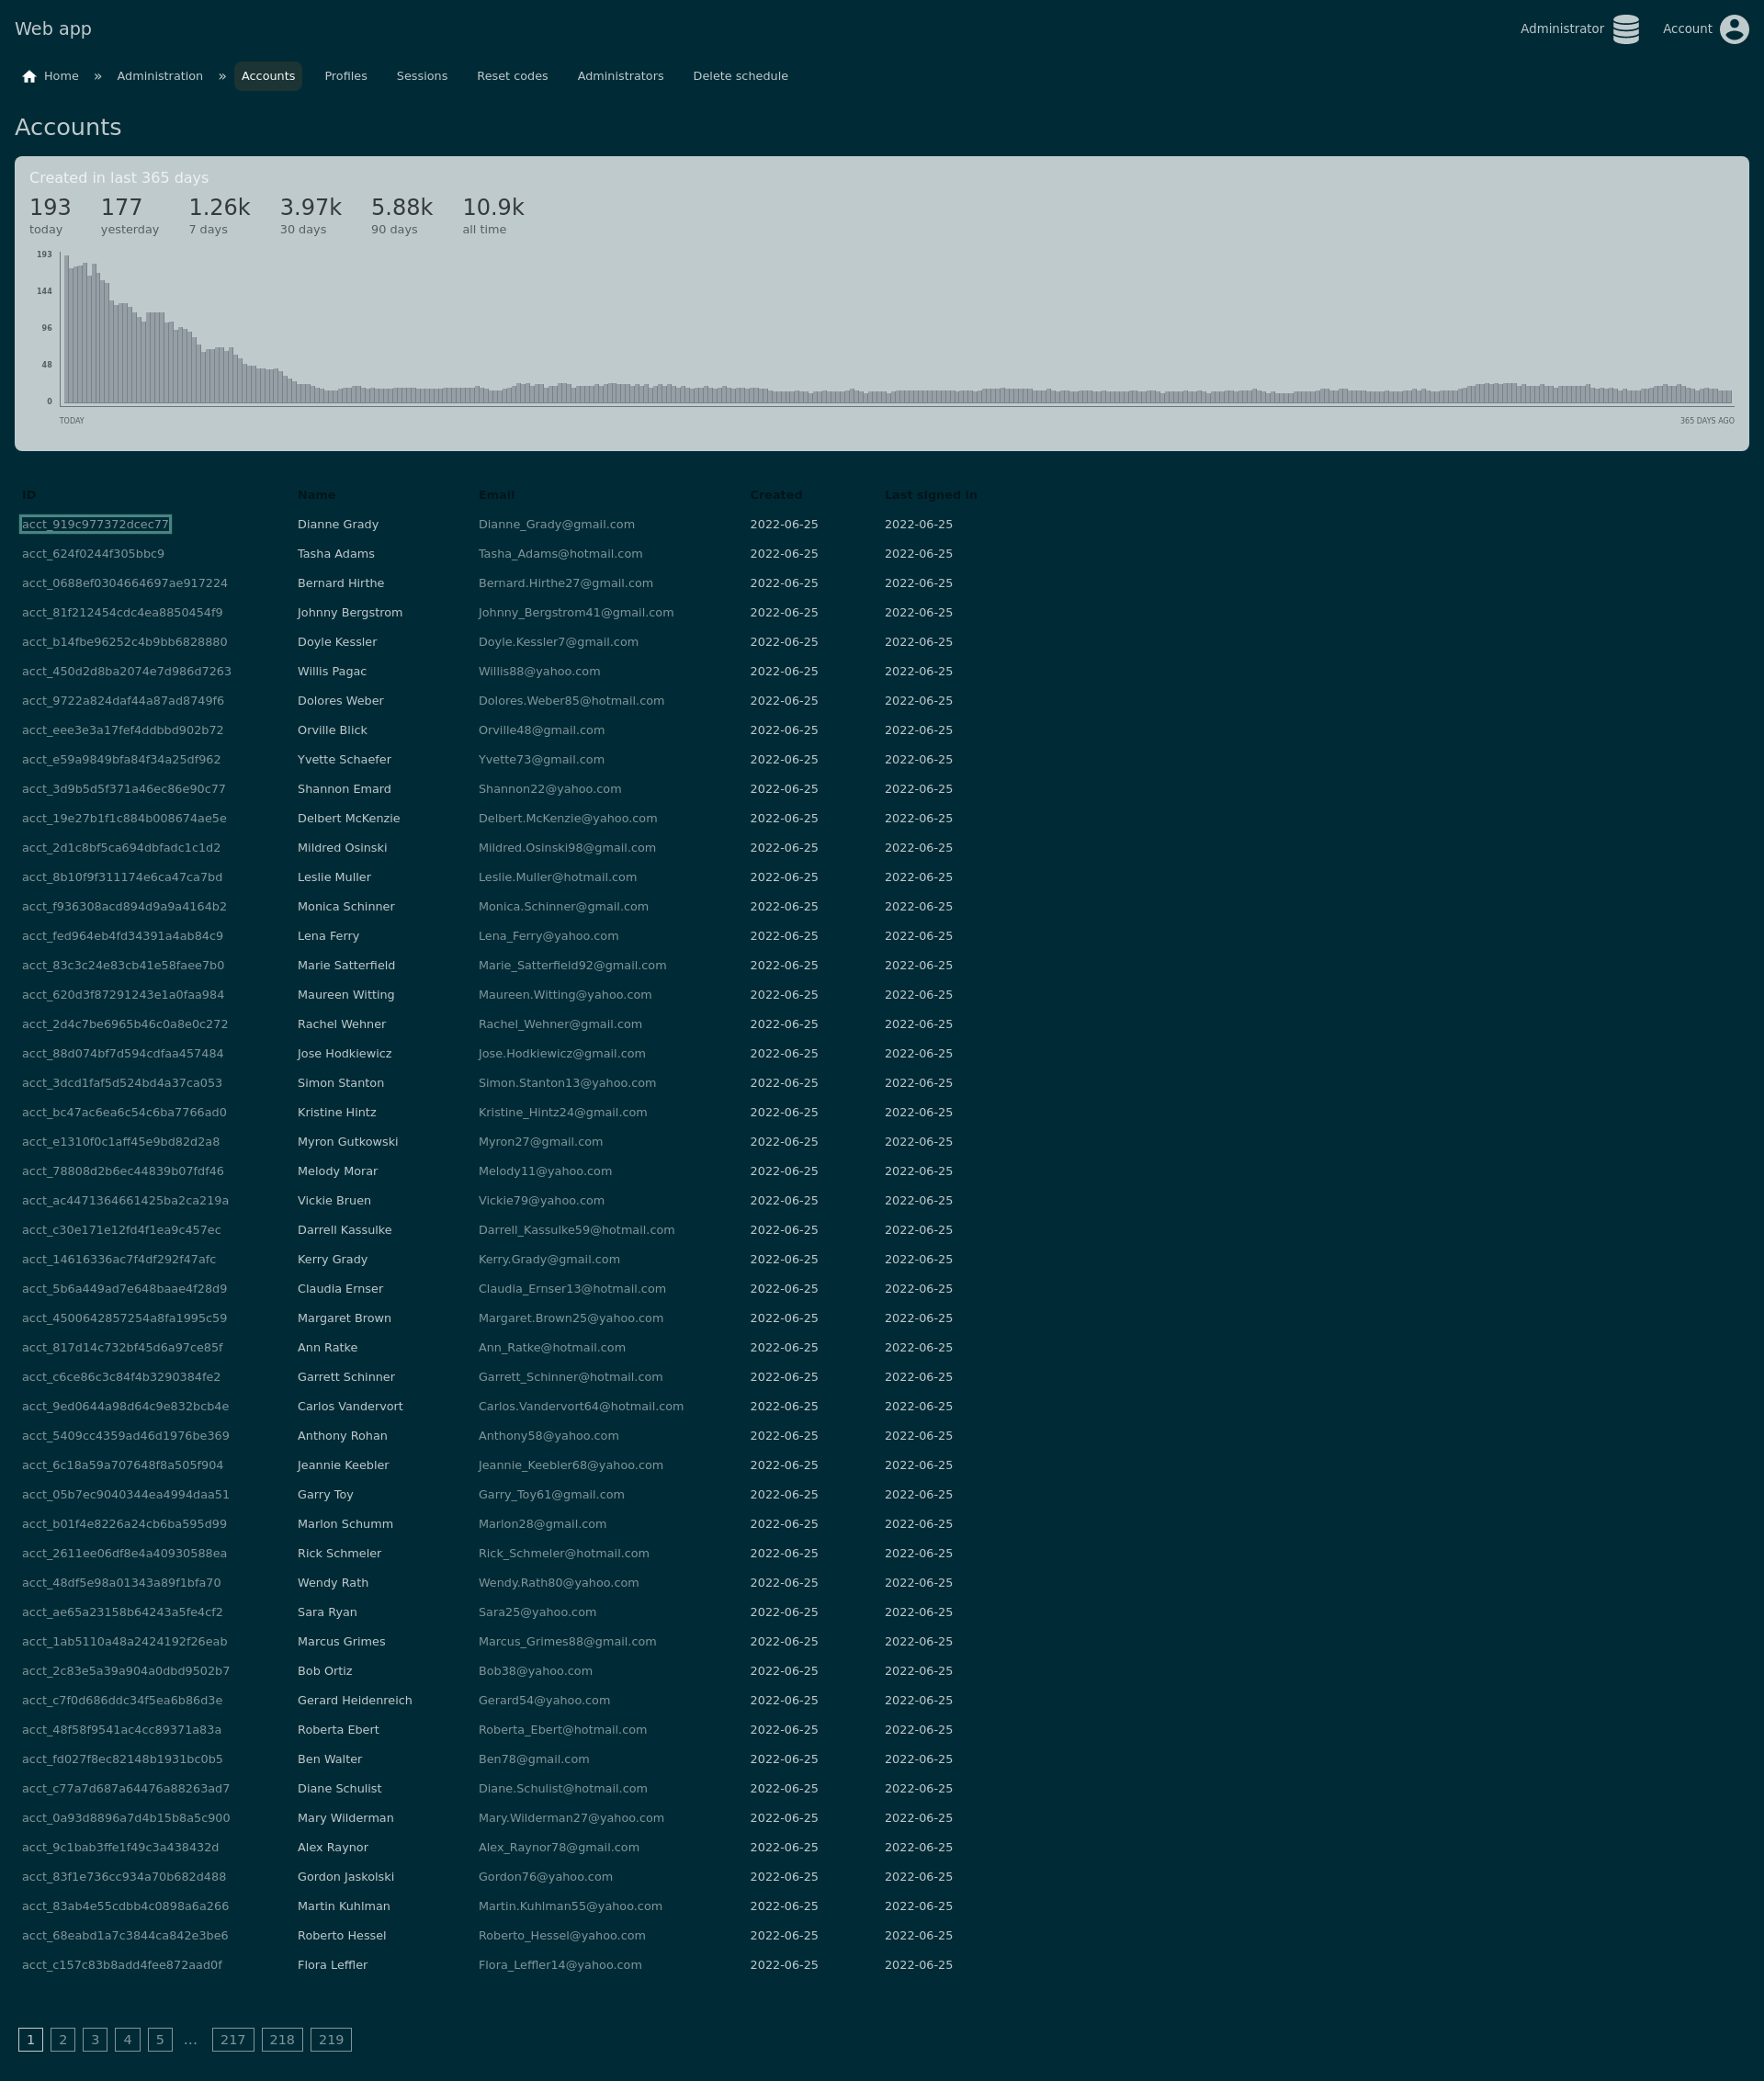 Web app
Administrator
Account
Home » Administration » Accounts Profiles Sessions Reset codes Administrators Delete schedule
Accounts
Created in last 365 days
193 177 1.26k 3.97k 5.88k 10.9k
today yesterday 7 days 30 days 90 days all time
193
144
96
48
0
TODAY 365 DAYS AGO
ID Name Email Created Last signed in
acct_919c977372dcec77 Dianne Grady Dianne_Grady@gmail.com 2022-06-25 2022-06-25
acct_624f0244f305bbc9 Tasha Adams Tasha_Adams@hotmail.com 2022-06-25 2022-06-25
acct_0688ef0304664697ae917224 Bernard Hirthe Bernard.Hirthe27@gmail.com 2022-06-25 2022-06-25
acct_81f212454cdc4ea8850454f9 Johnny Bergstrom Johnny_Bergstrom41@gmail.com 2022-06-25 2022-06-25
acct_b14fbe96252c4b9bb6828880 Doyle Kessler Doyle.Kessler7@gmail.com 2022-06-25 2022-06-25
acct_450d2d8ba2074e7d986d7263 Willis Pagac Willis88@yahoo.com 2022-06-25 2022-06-25
acct_9722a824daf44a87ad8749f6 Dolores Weber Dolores.Weber85@hotmail.com 2022-06-25 2022-06-25
acct_eee3e3a17fef4ddbbd902b72 Orville Blick Orville48@gmail.com 2022-06-25 2022-06-25
acct_e59a9849bfa84f34a25df962 Yvette Schaefer Yvette73@gmail.com 2022-06-25 2022-06-25
acct_3d9b5d5f371a46ec86e90c77 Shannon Emard Shannon22@yahoo.com 2022-06-25 2022-06-25
acct_19e27b1f1c884b008674ae5e Delbert McKenzie Delbert.McKenzie@yahoo.com 2022-06-25 2022-06-25
acct_2d1c8bf5ca694dbfadc1c1d2 Mildred Osinski Mildred.Osinski98@gmail.com 2022-06-25 2022-06-25
acct_8b10f9f311174e6ca47ca7bd Leslie Muller Leslie.Muller@hotmail.com 2022-06-25 2022-06-25
acct_f936308acd894d9a9a4164b2 Monica Schinner Monica.Schinner@gmail.com 2022-06-25 2022-06-25
acct_fed964eb4fd34391a4ab84c9 Lena Ferry Lena_Ferry@yahoo.com 2022-06-25 2022-06-25
acct_83c3c24e83cb41e58faee7b0 Marie Satterfield Marie_Satterfield92@gmail.com 2022-06-25 2022-06-25
acct_620d3f87291243e1a0faa984 Maureen Witting Maureen.Witting@yahoo.com 2022-06-25 2022-06-25
acct_2d4c7be6965b46c0a8e0c272 Rachel Wehner Rachel_Wehner@gmail.com 2022-06-25 2022-06-25
acct_88d074bf7d594cdfaa457484 Jose Hodkiewicz Jose.Hodkiewicz@gmail.com 2022-06-25 2022-06-25
acct_3dcd1faf5d524bd4a37ca053 Simon Stanton Simon.Stanton13@yahoo.com 2022-06-25 2022-06-25
acct_bc47ac6ea6c54c6ba7766ad0 Kristine Hintz Kristine_Hintz24@gmail.com 2022-06-25 2022-06-25
acct_e1310f0c1aff45e9bd82d2a8 Myron Gutkowski Myron27@gmail.com 2022-06-25 2022-06-25
acct_78808d2b6ec44839b07fdf46 Melody Morar Melody11@yahoo.com 2022-06-25 2022-06-25
acct_ac4471364661425ba2ca219a Vickie Bruen Vickie79@yahoo.com 2022-06-25 2022-06-25
acct_c30e171e12fd4f1ea9c457ec Darrell Kassulke Darrell_Kassulke59@hotmail.com 2022-06-25 2022-06-25
acct_14616336ac7f4df292f47afc Kerry Grady Kerry.Grady@gmail.com 2022-06-25 2022-06-25
acct_5b6a449ad7e648baae4f28d9 Claudia Ernser Claudia_Ernser13@hotmail.com 2022-06-25 2022-06-25
acct_4500642857254a8fa1995c59 Margaret Brown Margaret.Brown25@yahoo.com 2022-06-25 2022-06-25
acct_817d14c732bf45d6a97ce85f Ann Ratke Ann_Ratke@hotmail.com 2022-06-25 2022-06-25
acct_c6ce86c3c84f4b3290384fe2 Garrett Schinner Garrett_Schinner@hotmail.com 2022-06-25 2022-06-25
acct_9ed0644a98d64c9e832bcb4e Carlos Vandervort Carlos.Vandervort64@hotmail.com 2022-06-25 2022-06-25
acct_5409cc4359ad46d1976be369 Anthony Rohan Anthony58@yahoo.com 2022-06-25 2022-06-25
acct_6c18a59a707648f8a505f904 Jeannie Keebler Jeannie_Keebler68@yahoo.com 2022-06-25 2022-06-25
acct_05b7ec9040344ea4994daa51 Garry Toy Garry_Toy61@gmail.com 2022-06-25 2022-06-25
acct_b01f4e8226a24cb6ba595d99 Marlon Schumm Marlon28@gmail.com 2022-06-25 2022-06-25
acct_2611ee06df8e4a40930588ea Rick Schmeler Rick_Schmeler@hotmail.com 2022-06-25 2022-06-25
acct_48df5e98a01343a89f1bfa70 Wendy Rath Wendy.Rath80@yahoo.com 2022-06-25 2022-06-25
acct_ae65a23158b64243a5fe4cf2 Sara Ryan Sara25@yahoo.com 2022-06-25 2022-06-25
acct_1ab5110a48a2424192f26eab Marcus Grimes Marcus_Grimes88@gmail.com 2022-06-25 2022-06-25
acct_2c83e5a39a904a0dbd9502b7 Bob Ortiz Bob38@yahoo.com 2022-06-25 2022-06-25
acct_c7f0d686ddc34f5ea6b86d3e Gerard Heidenreich Gerard54@yahoo.com 2022-06-25 2022-06-25
acct_48f58f9541ac4cc89371a83a Roberta Ebert Roberta_Ebert@hotmail.com 2022-06-25 2022-06-25
acct_fd027f8ec82148b1931bc0b5 Ben Walter Ben78@gmail.com 2022-06-25 2022-06-25
acct_c77a7d687a64476a88263ad7 Diane Schulist Diane.Schulist@hotmail.com 2022-06-25 2022-06-25
acct_0a93d8896a7d4b15b8a5c900 Mary Wilderman Mary.Wilderman27@yahoo.com 2022-06-25 2022-06-25
acct_9c1bab3ffe1f49c3a438432d Alex Raynor Alex_Raynor78@gmail.com 2022-06-25 2022-06-25
acct_83f1e736cc934a70b682d488 Gordon Jaskolski Gordon76@yahoo.com 2022-06-25 2022-06-25
acct_83ab4e55cdbb4c0898a6a266 Martin Kuhlman Martin.Kuhlman55@yahoo.com 2022-06-25 2022-06-25
acct_68eabd1a7c3844ca842e3be6 Roberto Hessel Roberto_Hessel@yahoo.com 2022-06-25 2022-06-25
acct_c157c83b8add4fee872aad0f Flora Leffler Flora_Leffler14@yahoo.com 2022-06-25 2022-06-25
1 2 3 4 5 … 217 218 219